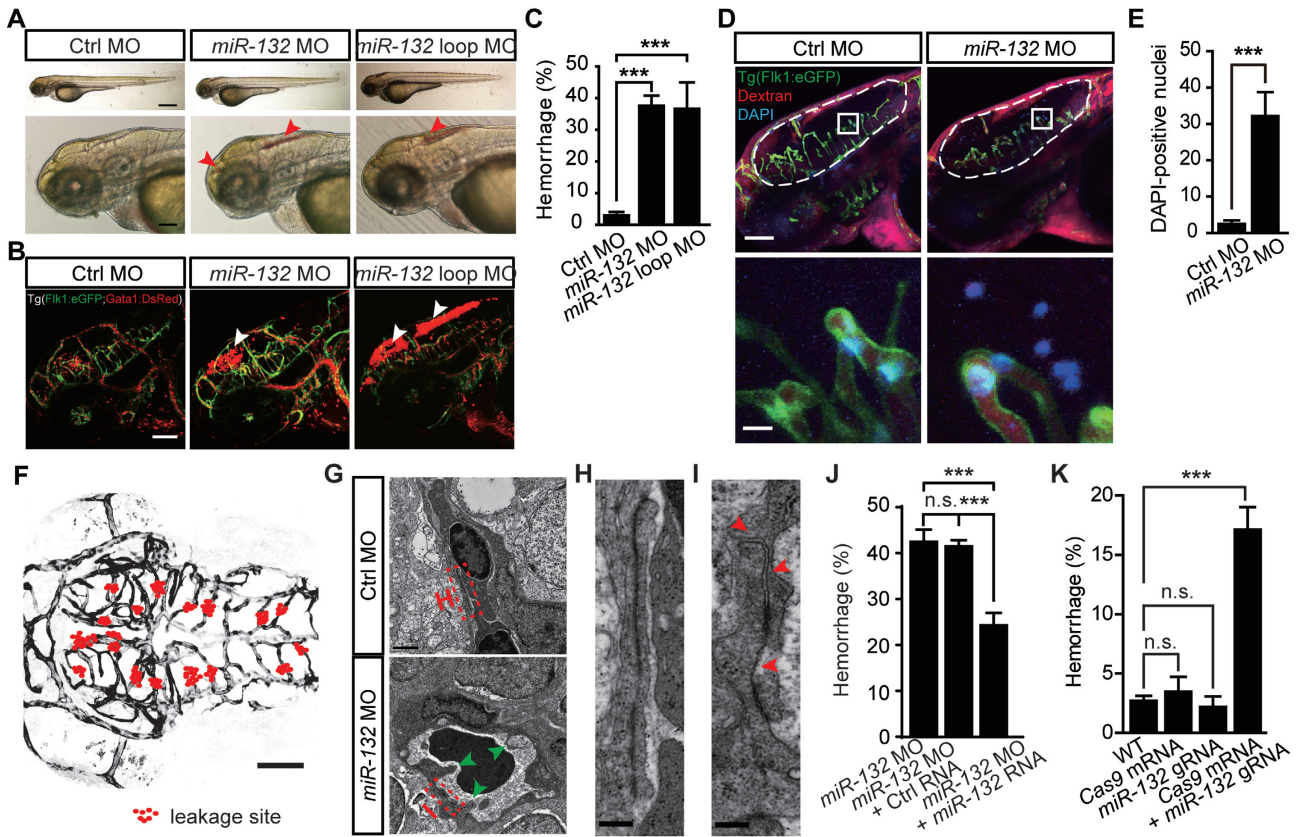 A
Ctrl MO
miR-132 MO
miR-132 loop MO
B
Ctrl MO
miR-132 MO
miR-132 loop MO
Tg(Flk1:eGFP;Gata1:DsRed)
C
Hemorrhage (%)
50
40
30
20
10
0
***
***
Ctrl MO
miR-132 MO
miR-132 loop MO
D
Ctrl MO
miR-132 MO
Tg(Flk1:eGFP)
Dextran
DAPI
E
DAPI-positive nuclei
50
40
30
20
10
0
***
Ctrl MO
miR-132 MO
F
leakage site
G
Ctrl MO
miR-132 MO
H
I
H
I
J
Hemorrhage (%)
50
40
30
20
10
0
***
n.s.
***
miR-132 MO
miR-132 MO
+ Ctrl RNA
miR-132 MO
+ miR-132 RNA
K
Hemorrhage (%)
20
15
10
5
0
***
n.s.
n.s.
WT
Cas9 mRNA
miR-132 gRNA
Cas9 mRNA
+ miR-132 gRNA